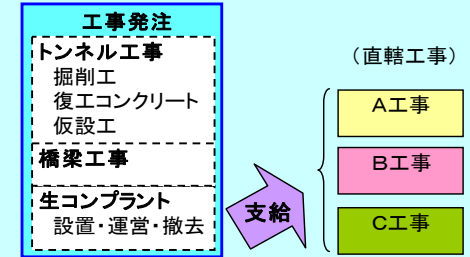 工事発注
トンネル工事
掘削工
復工コンクリート
仮設工
橋梁工事
生コンプラント
設置・運営・撤去
支給
（直轄工事）
A工事
B工事
C工事